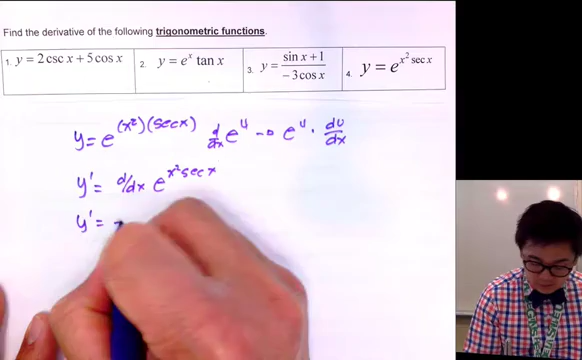 Find the derivative of the following trigonometric functions.
1. y = 2 csc x + 5 cos x 2. y = eˣ tan x 3. y = (sin x + 1)/(−3 cos x) 4. y = e^(x² sec x)
y = e^((x²)(sec x)) d/dx e^u → e^u · du/dx
y' = d/dx e^(x² sec x)
y' =